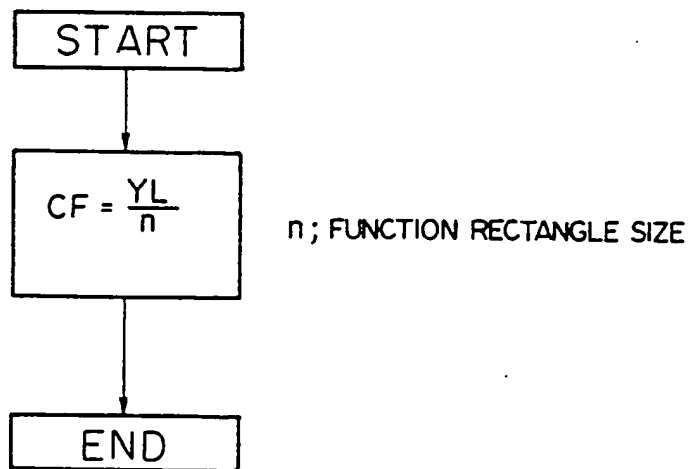 START
CF = YL/n
n; FUNCTION RECTANGLE SIZE
END